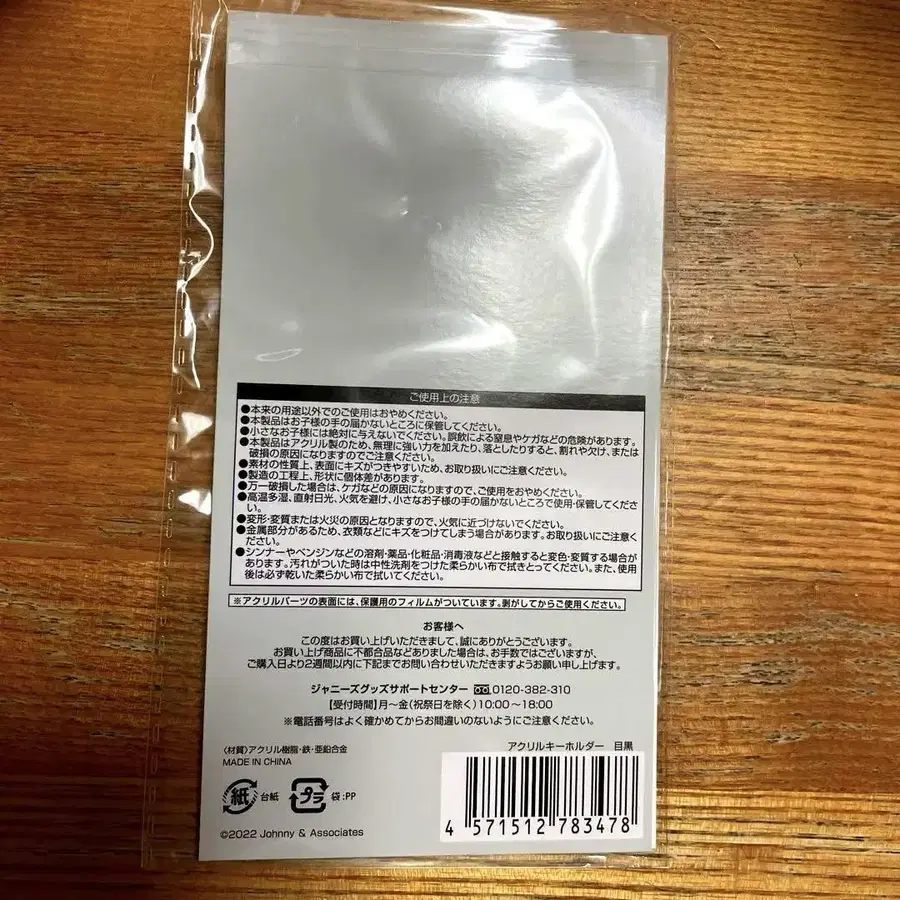 ご使用上の注意
●本来の用途以外でのご使用はおやめください。
●本製品はお子様の手の届かないところに保管してください。
●小さなお子様には絶対に与えないでください。誤飲による窒息やケガなどの危険があります。
●本製品はアクリル製のため、無理に強い力を加えたり、落としたりすると、割れや欠け、または
破損の原因になりますのでご注意ください。
●素材の性質上、表面にキズがつきやすいため、お取り扱いにご注意ください。
●製造の工程上、形状に個体差があります。
●万一破損した場合は、ケガなどの原因になりますので、ご使用をおやめください。
●高温多湿、直射日光、火気を避け、小さなお子様の手の届かないところで使用・保管してくださ
い。
●変形・変質または火災の原因となりますので、火気に近づけないでください。
●金属部分があるため、衣類などにキズをつけてしまう場合があります。お取り扱いにご注意く
ださい。
●シンナーやベンジンなどの溶剤・薬品・化粧品・消毒液などと接触すると変色・変質する場合が
あります。汚れがついた時は中性洗剤をつけた柔らかい布で拭きとってください。また、使用
後は必ず乾いた柔らかい布で拭いてください。
※アクリルパーツの表面には、保護用のフィルムがついています。剥がしてからご使用ください。
お客様へ
この度はお買い上げいただきまして、誠にありがとうございます。
お買い上げ商品に不都合品などありました場合は、お手数ではございますが、
ご購入日より2週間以内に下記までお問い合わせいただきますようお願い申し上げます。
ジャニーズグッズサポートセンター 0120-382-310
【受付時間】月〜金(祝祭日を除く)10:00〜18:00
※電話番号はよく確かめてからお間違いのないようにご注意ください。
〈材質〉アクリル樹脂・鉄・亜鉛合金
MADE IN CHINA
紙 台紙 プラ 袋:PP
©2022 Johnny & Associates
アクリルキーホルダー 目黒
4 571512 783478